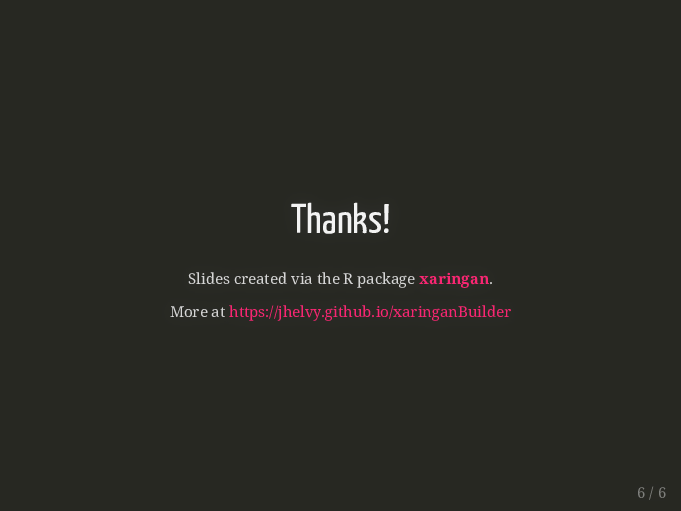 Thanks!
Slides created via the R package xaringan.
More at https://jhelvy.github.io/xaringanBuilder
6 / 6